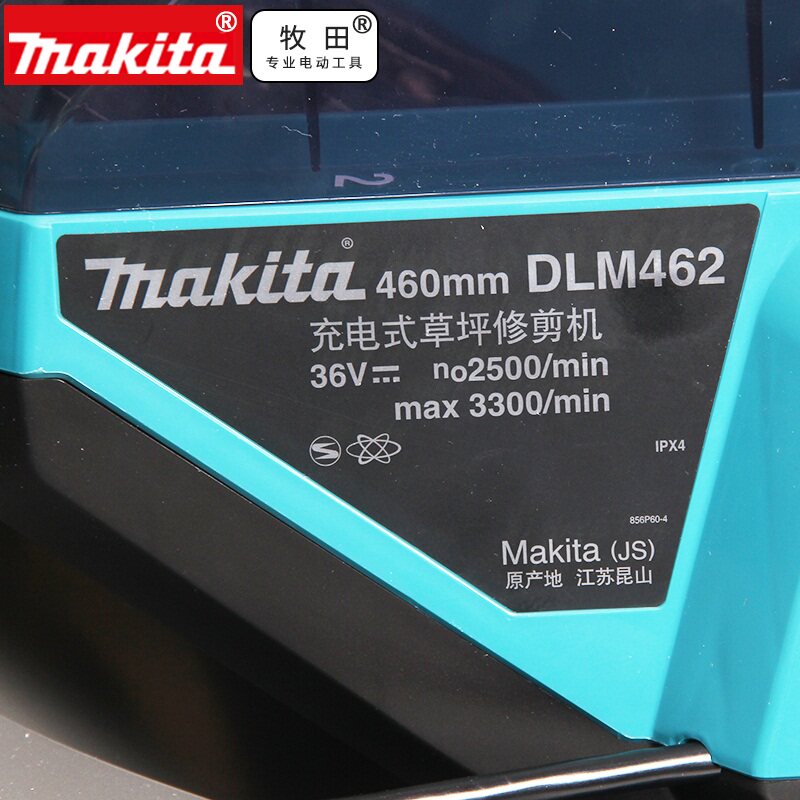 makita®
牧田®
专业电动工具
2
makita® 460mm DLM462
充电式草坪修剪机
36V⎓ no2500/min
max 3300/min
IPX4
856P60-4
Makita (JS)
原产地 江苏昆山